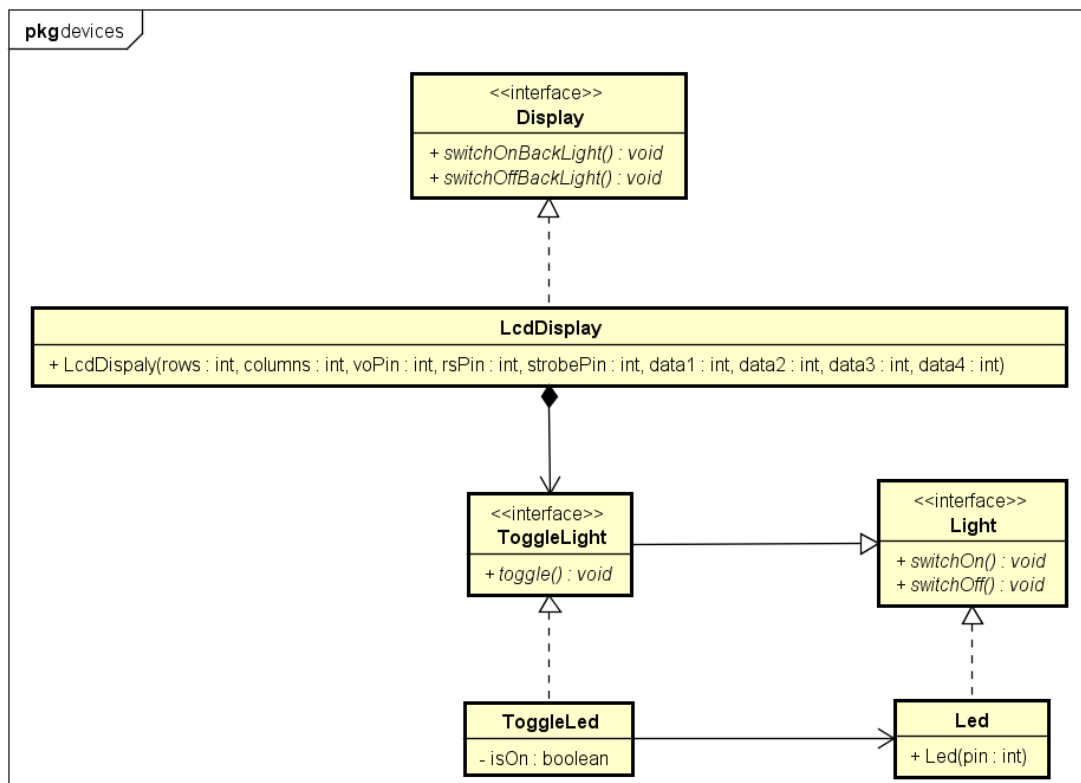 pkg devices
<<interface>>
Display
+ switchOnBackLight() : void
+ switchOffBackLight() : void
LcdDisplay
+ LcdDispaly(rows : int, columns : int, voPin : int, rsPin : int, strobePin : int, data1 : int, data2 : int, data3 : int, data4 : int)
<<interface>>
ToggleLight
+ toggle() : void
<<interface>>
Light
+ switchOn() : void
+ switchOff() : void
ToggleLed
- isOn : boolean
Led
+ Led(pin : int)